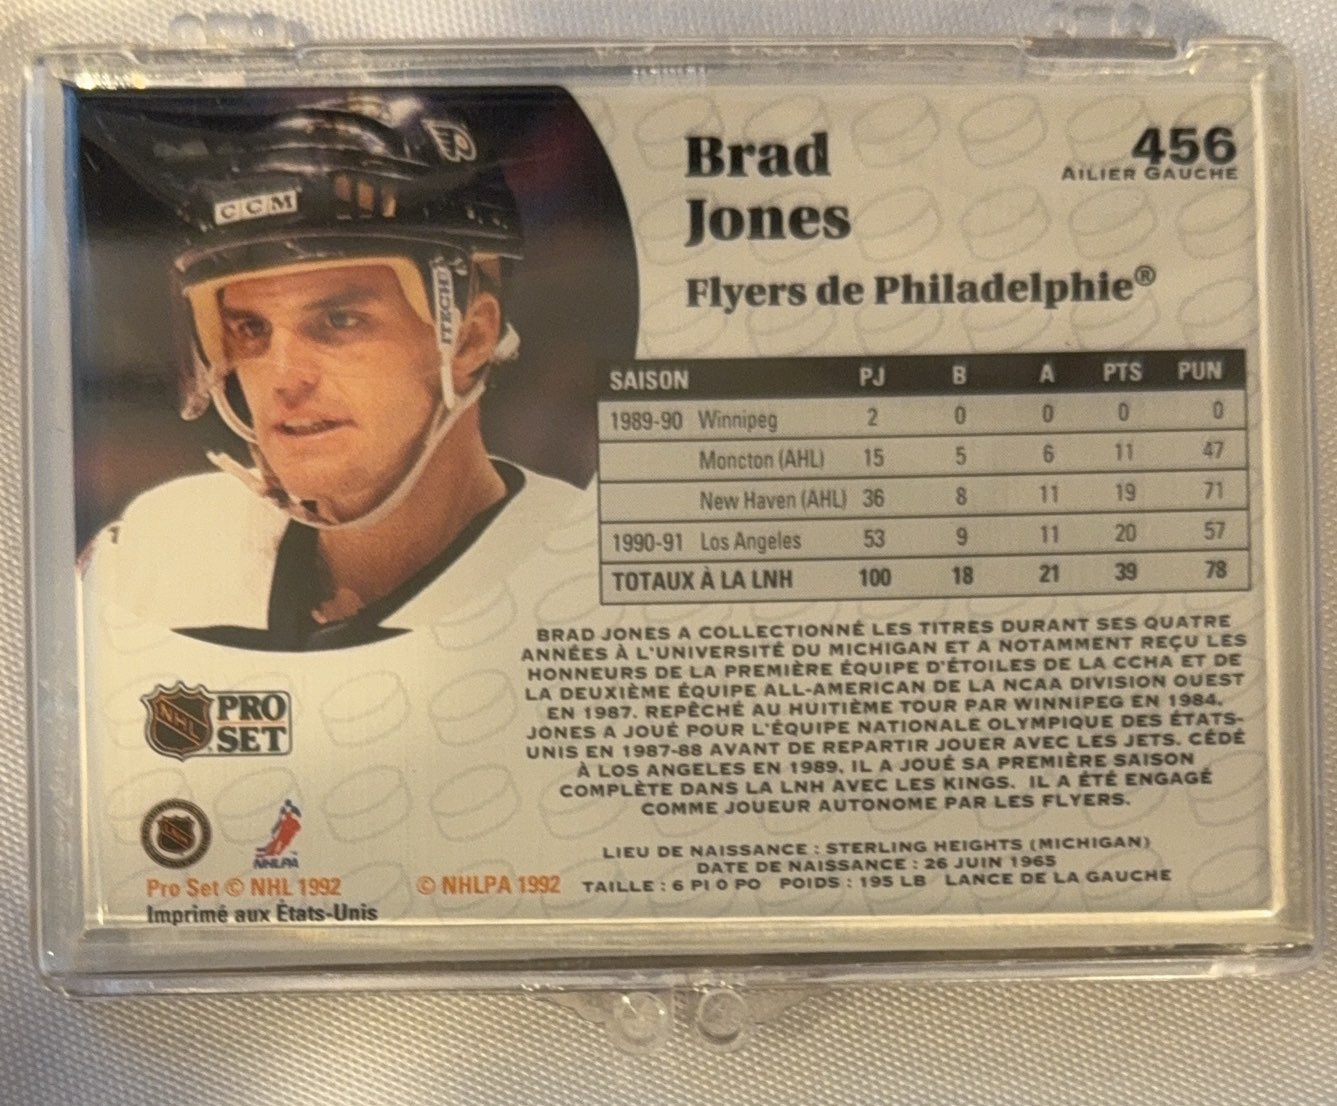 CCM
ITECH
Brad
Jones
456
AILIER GAUCHE
Flyers de Philadelphie®
SAISON PJ B A PTS PUN
1989-90 Winnipeg 2 0 0 0 0
Moncton (AHL) 15 5 6 11 47
New Haven (AHL) 36 8 11 19 71
1990-91 Los Angeles 53 9 11 20 57
TOTAUX À LA LNH 100 18 21 39 78
BRAD JONES A COLLECTIONNÉ LES TITRES DURANT SES QUATRE
ANNÉES À L'UNIVERSITÉ DU MICHIGAN ET A NOTAMMENT REÇU LES
HONNEURS DE LA PREMIÈRE ÉQUIPE D'ÉTOILES DE LA CCHA ET DE
LA DEUXIÈME ÉQUIPE ALL-AMERICAN DE LA NCAA DIVISION OUEST
EN 1987. REPÊCHÉ AU HUITIÈME TOUR PAR WINNIPEG EN 1984,
JONES A JOUÉ POUR L'ÉQUIPE NATIONALE OLYMPIQUE DES ÉTATS-
UNIS EN 1987-88 AVANT DE REPARTIR JOUER AVEC LES JETS. CÉDÉ
À LOS ANGELES EN 1989, IL A JOUÉ SA PREMIÈRE SAISON
COMPLÈTE DANS LA LNH AVEC LES KINGS. IL A ÉTÉ ENGAGÉ
COMME JOUEUR AUTONOME PAR LES FLYERS.
LIEU DE NAISSANCE : STERLING HEIGHTS (MICHIGAN)
DATE DE NAISSANCE : 26 JUIN 1965
TAILLE : 6 PI 0 PO POIDS : 195 LB LANCE DE LA GAUCHE
NHL PRO
SET
NHLPA
Pro Set © NHL 1992 © NHLPA 1992
Imprimé aux États-Unis